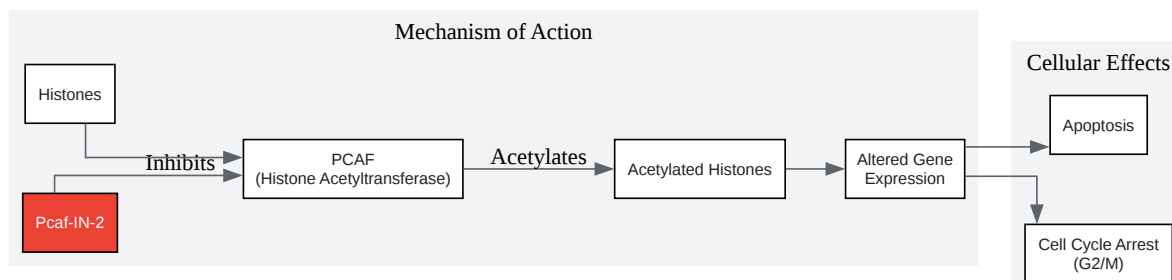 Mechanism of Action
Cellular Effects
Histones
Apoptosis
Inhibits
PCAF
(Histone Acetyltransferase)
Acetylates
Acetylated Histones
Altered Gene
Expression
Pcaf-IN-2
Cell Cycle Arrest
(G2/M)